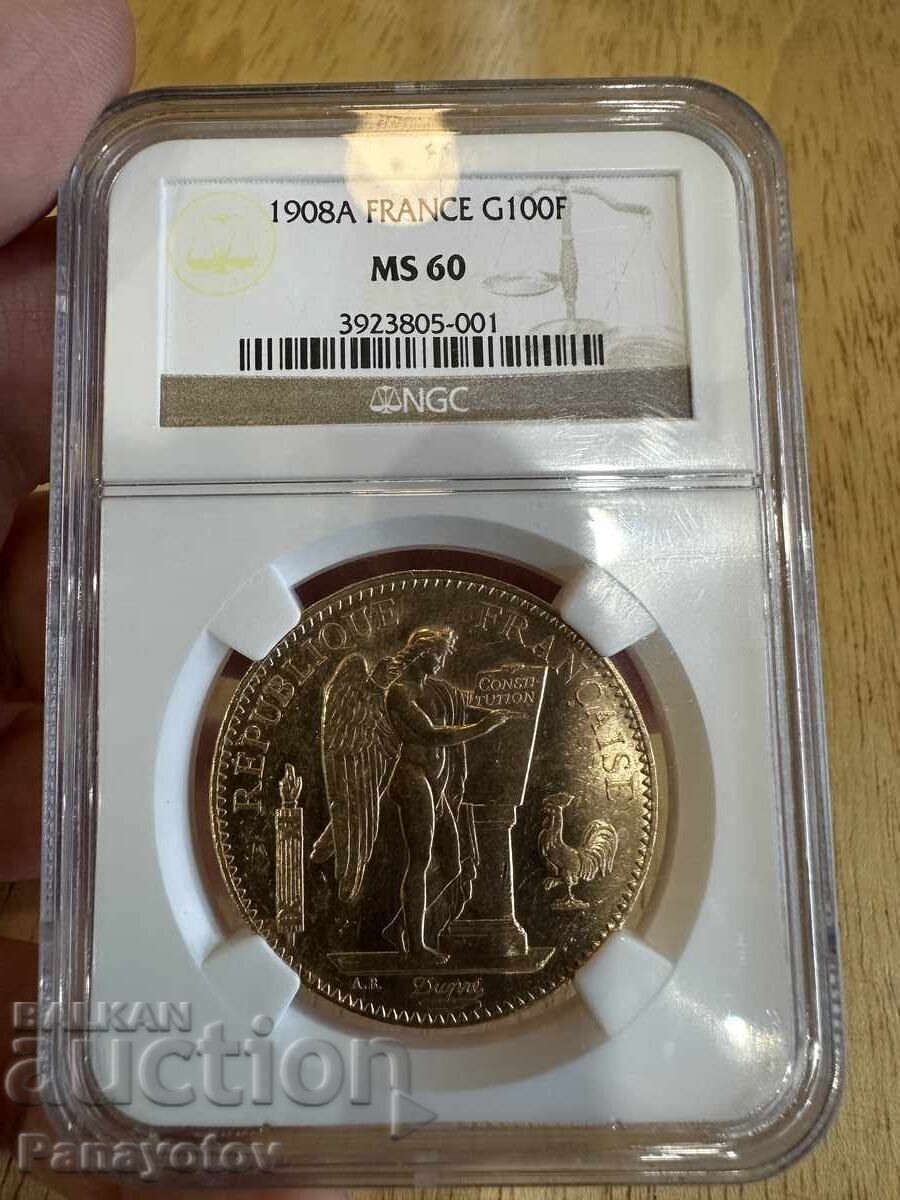 1908A FRANCE G100F
MS 60
3923805-001
NGC
REPUBLIQUE FRANÇAISE
CONSTI
TUTION
A.R. Dupré
BALKAN
auction
Panayotov